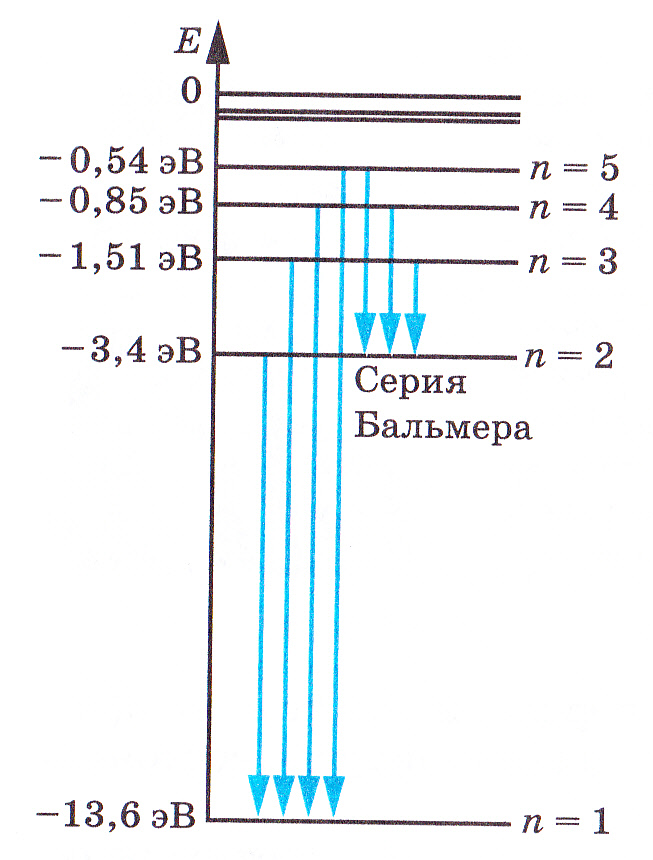 E
0
−0,54 эВ n = 5
−0,85 эВ n = 4
−1,51 эВ n = 3
−3,4 эВ n = 2
Серия
Бальмера
−13,6 эВ n = 1